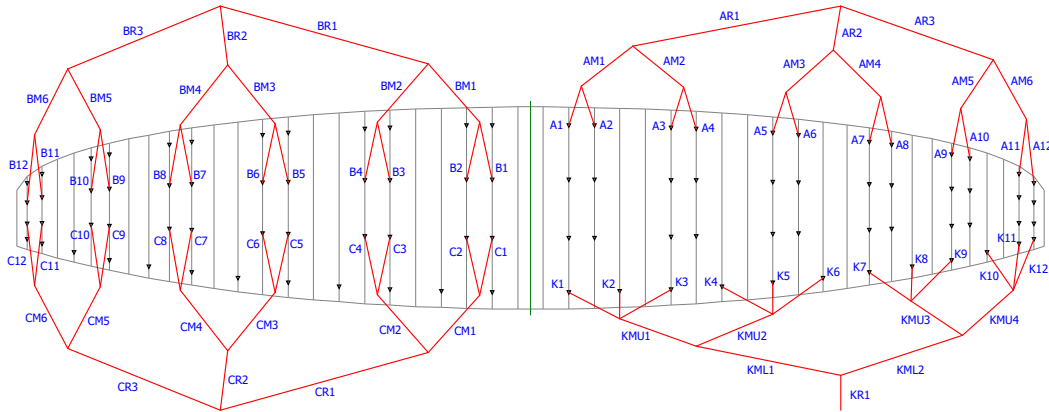 AR1
AR3
BR3
BR2
BR1
AR2
AM1
AM2
AM3
AM4
AM5
AM6
BM6
BM5
BM4
BM3
BM2
BM1
A1
A2
A3
A4
A5
A6
A7
A8
A9
A10
A11
A12
B12
B11
B10
B9
B8
B7
B6
B5
B4
B3
B2
B1
C12
C11
C10
C9
C8
C7
C6
C5
C4
C3
C2
C1
K1
K2
K3
K4
K5
K6
K7
K8
K9
K10
K11
K12
CM6
CM5
CM4
CM3
CM2
CM1
KMU1
KMU2
KMU3
KMU4
CR3
CR2
CR1
KML1
KML2
KR1